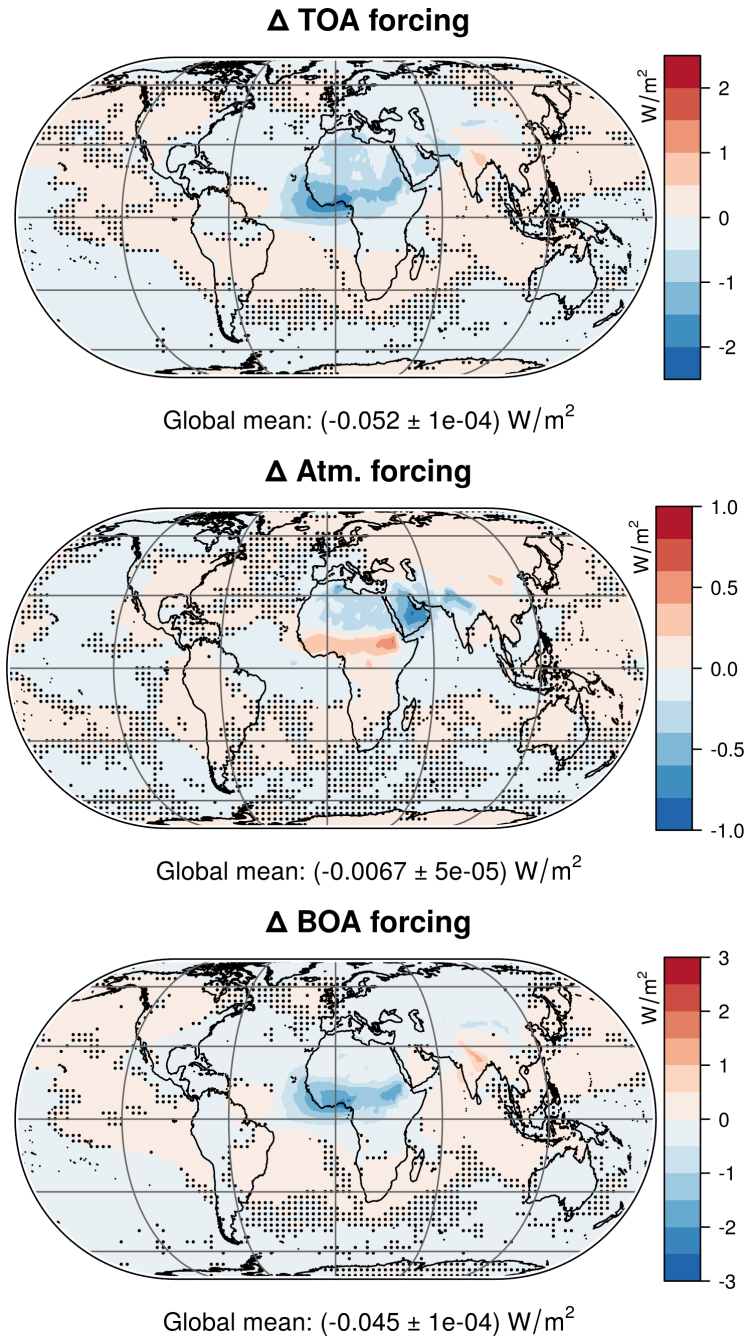 Δ TOA forcing
W/m²
2
1
0
-1
-2
Global mean: (-0.052 ± 1e-04) W/m²
Δ Atm. forcing
W/m²
1.0
0.5
0.0
-0.5
-1.0
Global mean: (-0.0067 ± 5e-05) W/m²
Δ BOA forcing
W/m²
3
2
1
0
-1
-2
-3
Global mean: (-0.045 ± 1e-04) W/m²